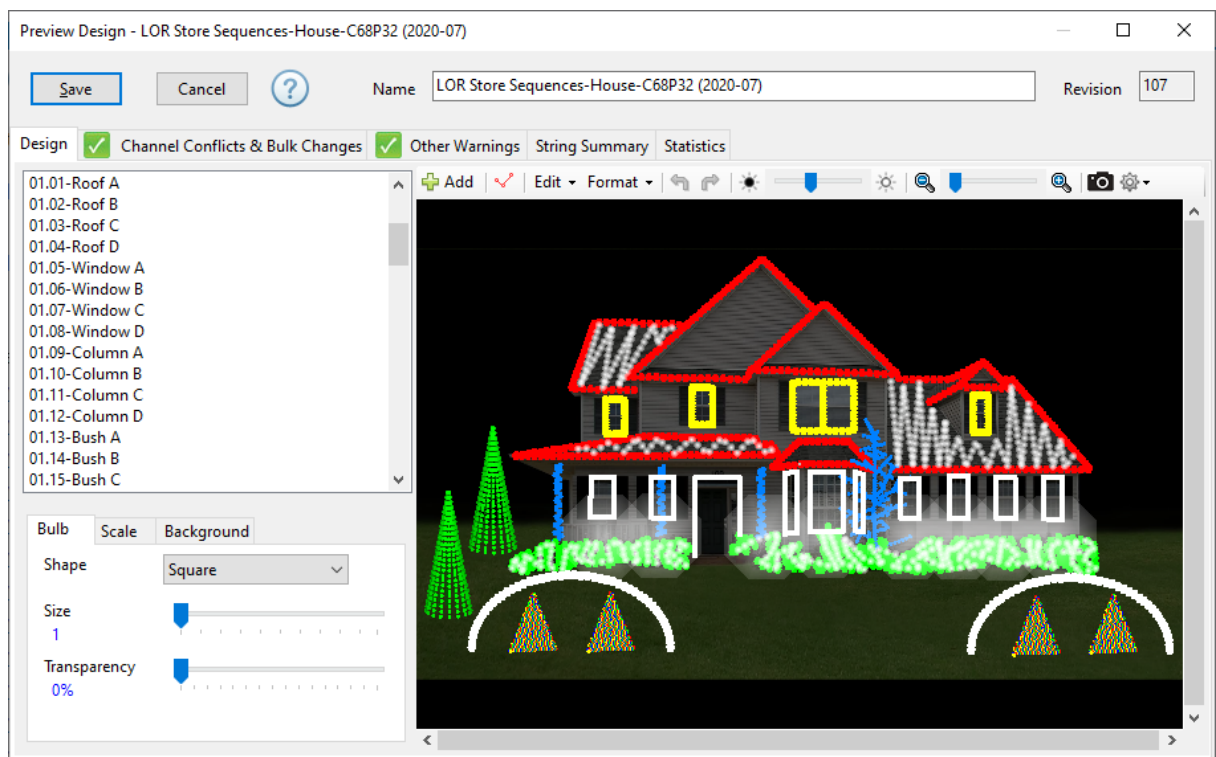 Preview Design - LOR Store Sequences-House-C68P32 (2020-07)
Save Cancel ? Name LOR Store Sequences-House-C68P32 (2020-07) Revision 107
Design Channel Conflicts & Bulk Changes Other Warnings String Summary Statistics
Add Edit Format
01.01-Roof A
01.02-Roof B
01.03-Roof C
01.04-Roof D
01.05-Window A
01.06-Window B
01.07-Window C
01.08-Window D
01.09-Column A
01.10-Column B
01.11-Column C
01.12-Column D
01.13-Bush A
01.14-Bush B
01.15-Bush C
Bulb Scale Background
Shape Square
Size
1
Transparency
0%